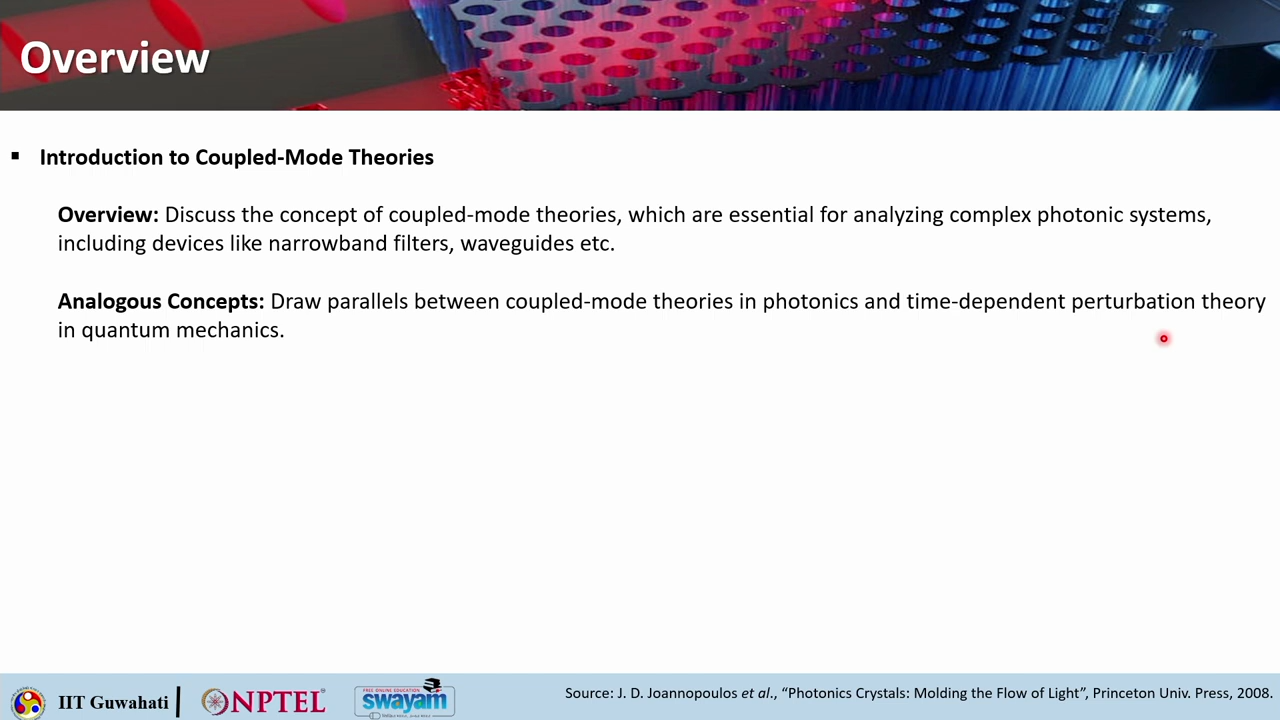 Overview
▪ Introduction to Coupled-Mode Theories
Overview: Discuss the concept of coupled-mode theories, which are essential for analyzing complex photonic systems,
including devices like narrowband filters, waveguides etc.
Analogous Concepts: Draw parallels between coupled-mode theories in photonics and time-dependent perturbation theory
in quantum mechanics.
IIT Guwahati
NPTEL
FREE ONLINE EDUCATION
swayam
Source: J. D. Joannopoulos et al., “Photonics Crystals: Molding the Flow of Light”, Princeton Univ. Press, 2008.